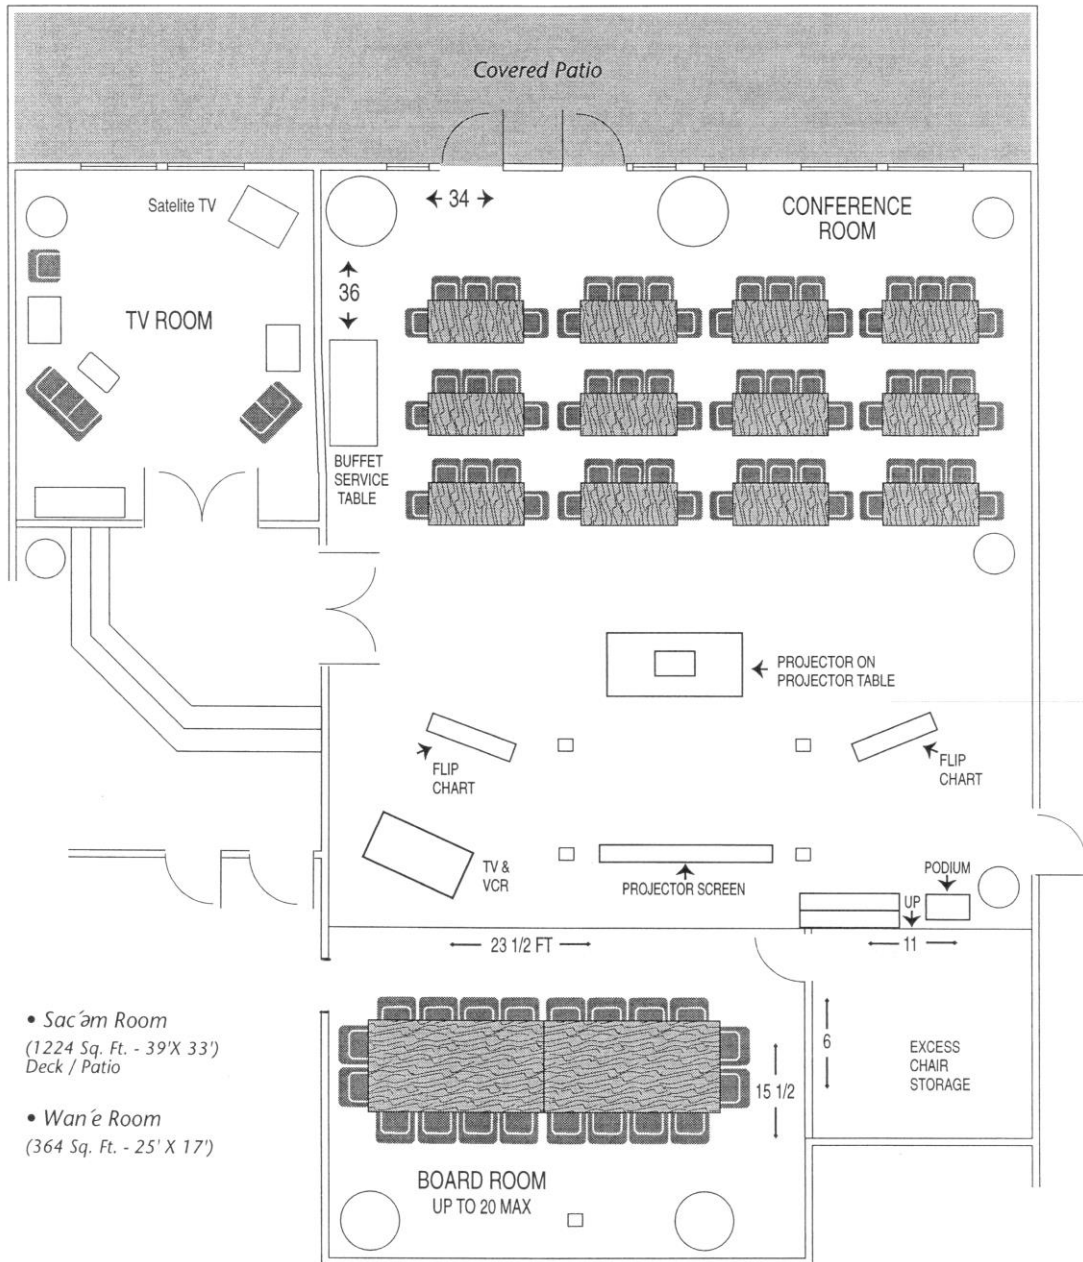 Covered Patio
Satelite TV
34
CONFERENCE
ROOM
36
TV ROOM
BUFFET
SERVICE
TABLE
PROJECTOR ON
PROJECTOR TABLE
FLIP
CHART
FLIP
CHART
TV &
VCR
PROJECTOR SCREEN
PODIUM
UP
23 1/2 FT
11
• Sac´əm Room
(1224 Sq. Ft. - 39'X 33')
Deck / Patio
6
EXCESS
CHAIR
STORAGE
15 1/2
• Wan´e Room
(364 Sq. Ft. - 25' X 17')
BOARD ROOM
UP TO 20 MAX